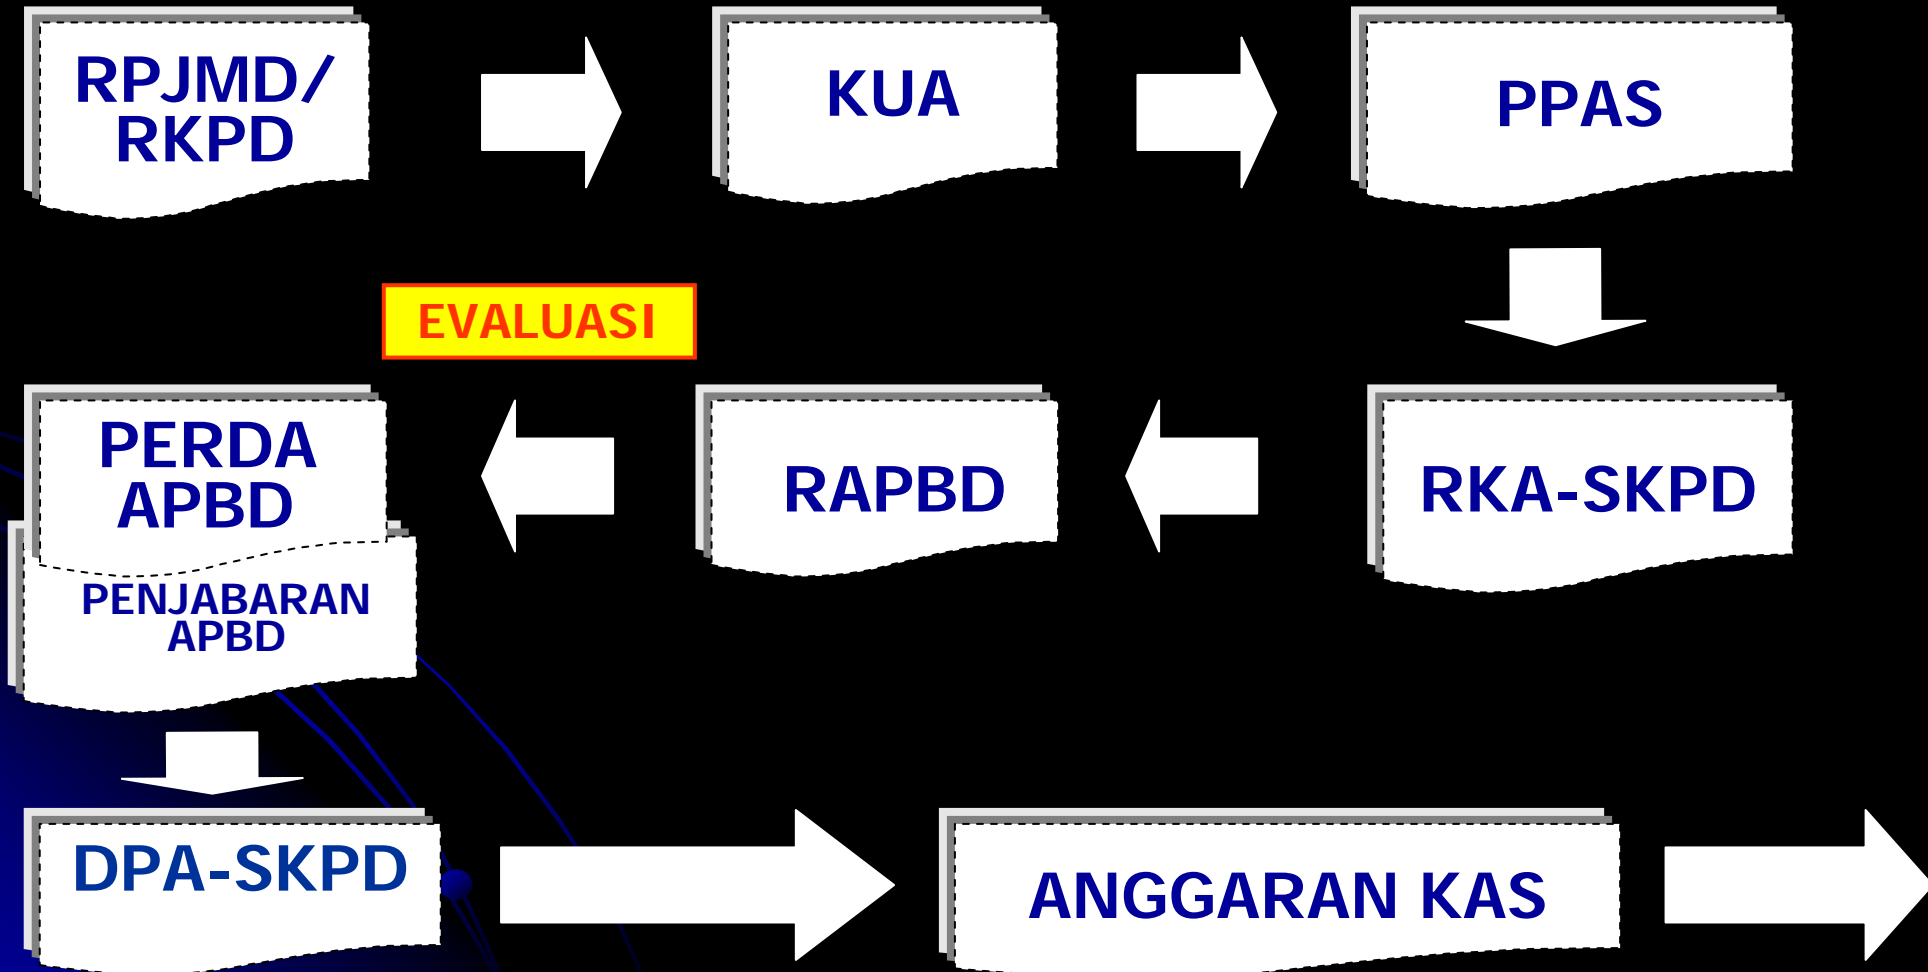 RPJMD/
RKPD
KUA
PPAS
EVALUASI
PERDA
APBD
RAPBD
RKA-SKPD
PENJABARAN
APBD
DPA-SKPD
ANGGARAN KAS